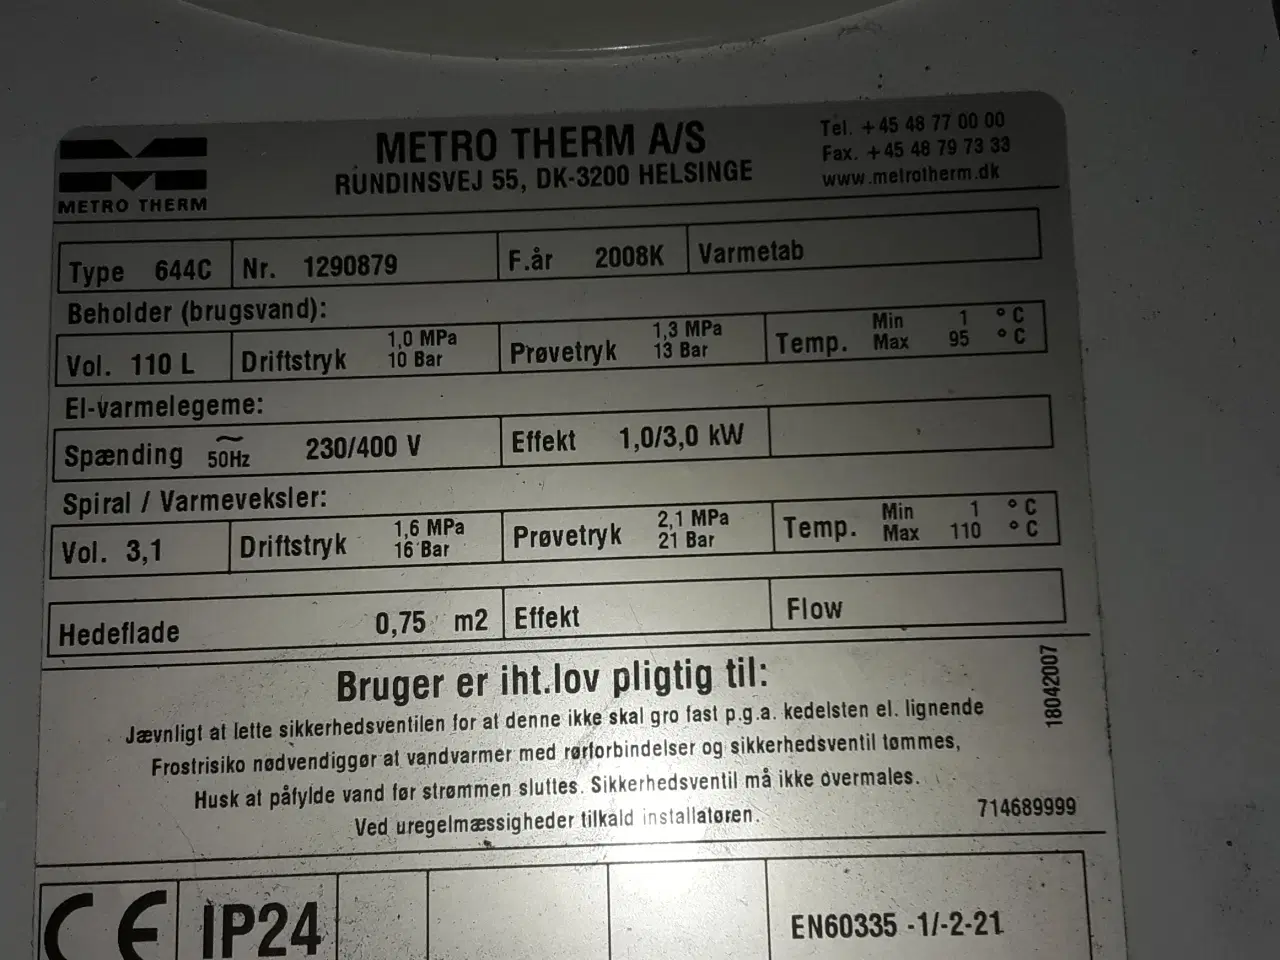 METRO THERM
METRO THERM A/S
RUNDINSVEJ 55, DK-3200 HELSINGE
Tel. +45 48 77 00 00
Fax. +45 48 79 73 33
www.metrotherm.dk
Type 644C Nr. 1290879 F.år 2008K Varmetab
Beholder (brugsvand):
Vol. 110 L Driftstryk 1,0 MPa 10 Bar Prøvetryk 1,3 MPa 13 Bar Temp. Min 1 °C Max 95 °C
El-varmelegeme:
Spænding 50Hz 230/400 V Effekt 1,0/3,0 kW
Spiral / Varmeveksler:
Vol. 3,1 Driftstryk 1,6 MPa 16 Bar Prøvetryk 2,1 MPa 21 Bar Temp. Min 1 °C Max 110 °C
Hedeflade 0,75 m2 Effekt Flow
Bruger er iht.lov pligtig til:
Jævnligt at lette sikkerhedsventilen for at denne ikke skal gro fast p.g.a. kedelsten el. lignende
Frostrisiko nødvendiggør at vandvarmer med rørforbindelser og sikkerhedsventil tømmes,
Husk at påfylde vand før strømmen sluttes. Sikkerhedsventil må ikke overmales.
Ved uregelmæssigheder tilkald installatøren.
18042007
714689999
CE IP24 EN60335 -1/-2-21